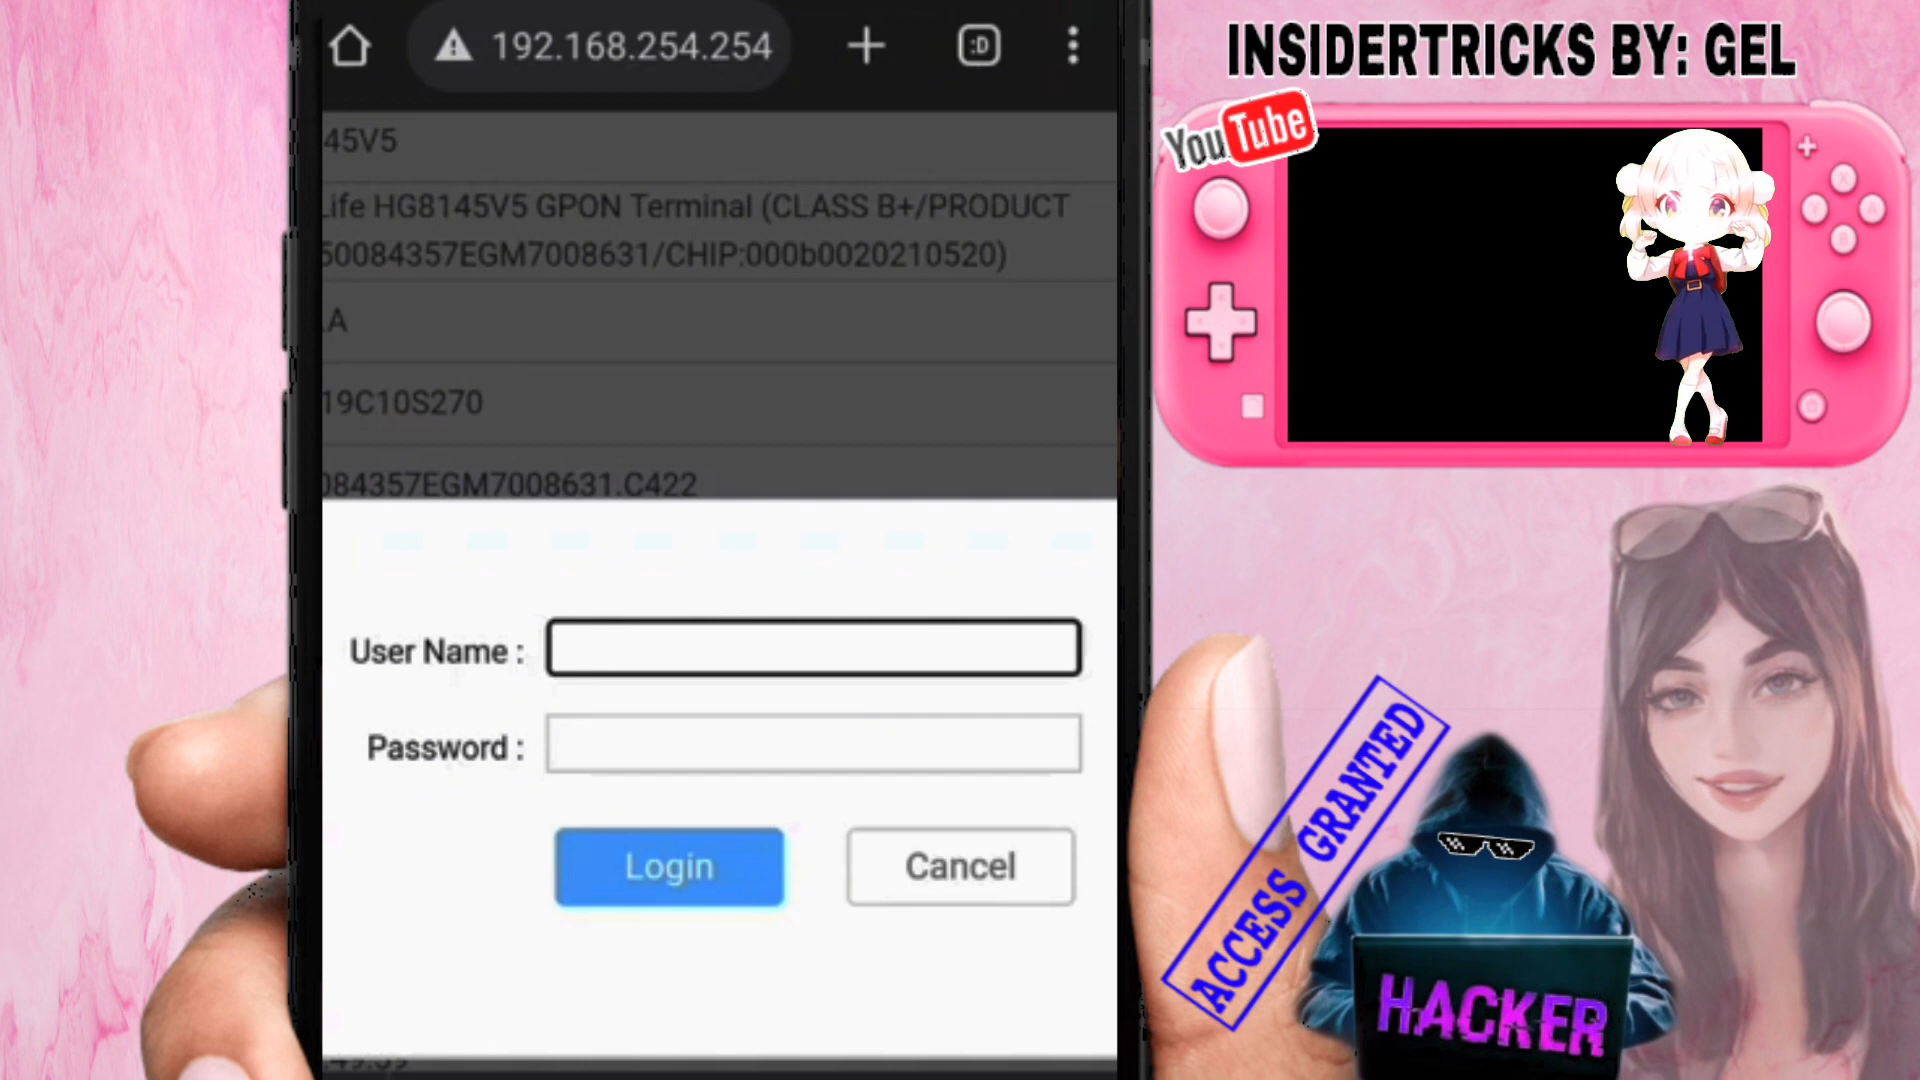 192.168.254.254
:D
INSIDERTRICKS BY: GEL
YouTube
45V5
Life HG8145V5 GPON Terminal (CLASS B+/PRODUCT
50084357EGM7008631/CHIP:000b0020210520)
.A
19C10S270
084357EGM7008631.C422
User Name :
Password :
Login
Cancel
ACCESS GRANTED
HACKER
X
Y
A
B